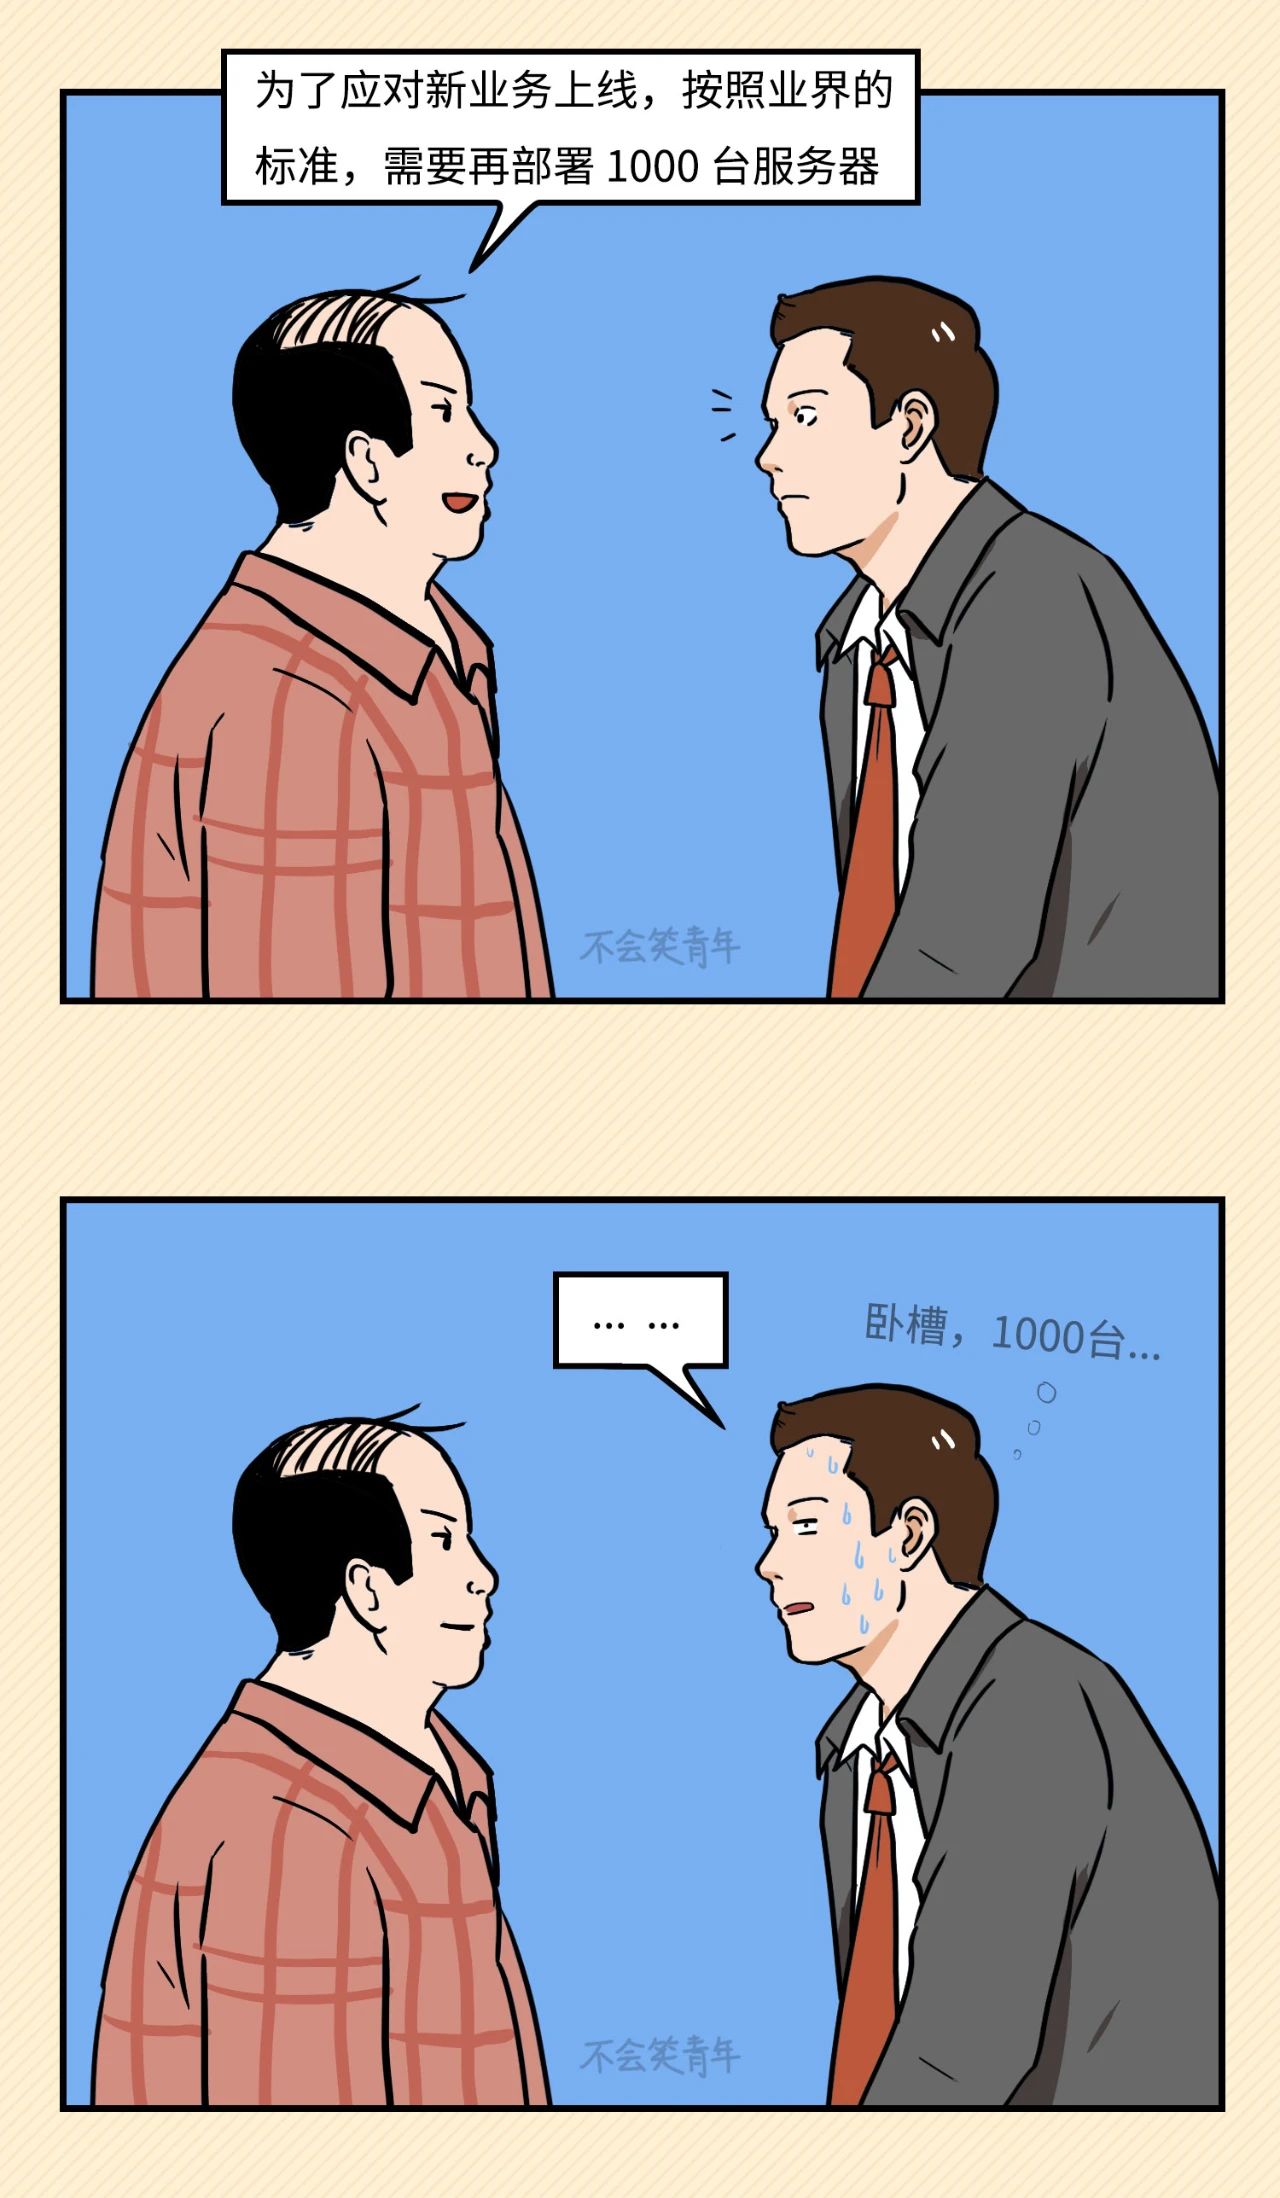 为了应对新业务上线，按照业界的
标准，需要再部署 1000 台服务器
不会笑青年
... ...
卧槽，1000台...
不会笑青年